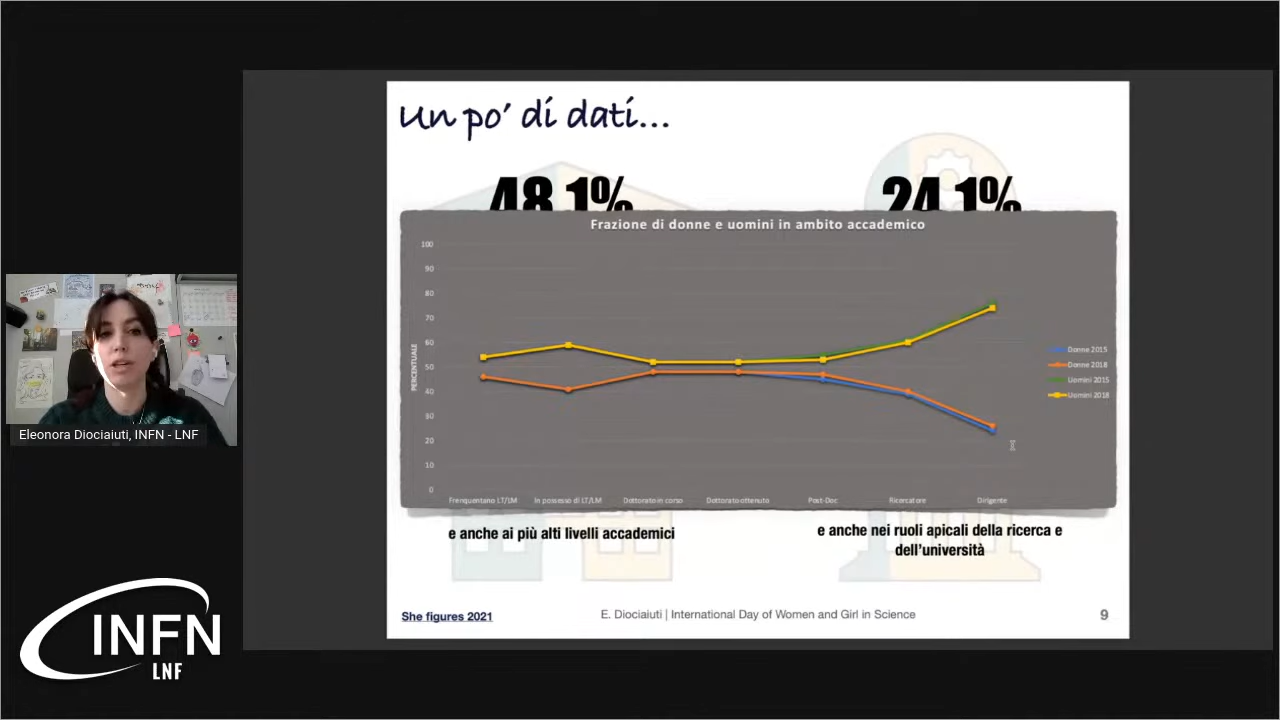 Un po' di dati...
48.1%
24.1%
Frazione di donne e uomini in ambito accademico
100
90
80
70
60
50
40
30
20
10
0
PERCENTUALE
Donne 2015
Donne 2018
Uomini 2015
Uomini 2018
Frenquentano LT/LM
In possesso di LT/LM
Dottorato in corso
Dottorato ottenuto
Post-Doc
Ricercatore
Dirigente
e anche ai più alti livelli accademici
e anche nei ruoli apicali della ricerca e
dell'università
She figures 2021
E. Diociaiuti | International Day of Women and Girl in Science
9
Eleonora Diociaiuti, INFN - LNF
INFN
LNF